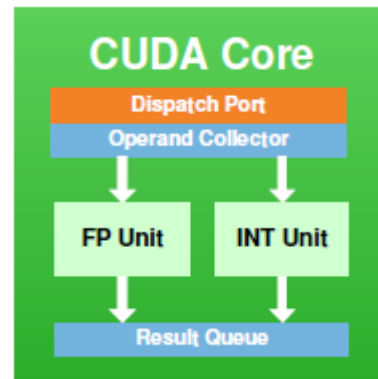 CUDA Core
Dispatch Port
Operand Collector
FP Unit
INT Unit
Result Queue